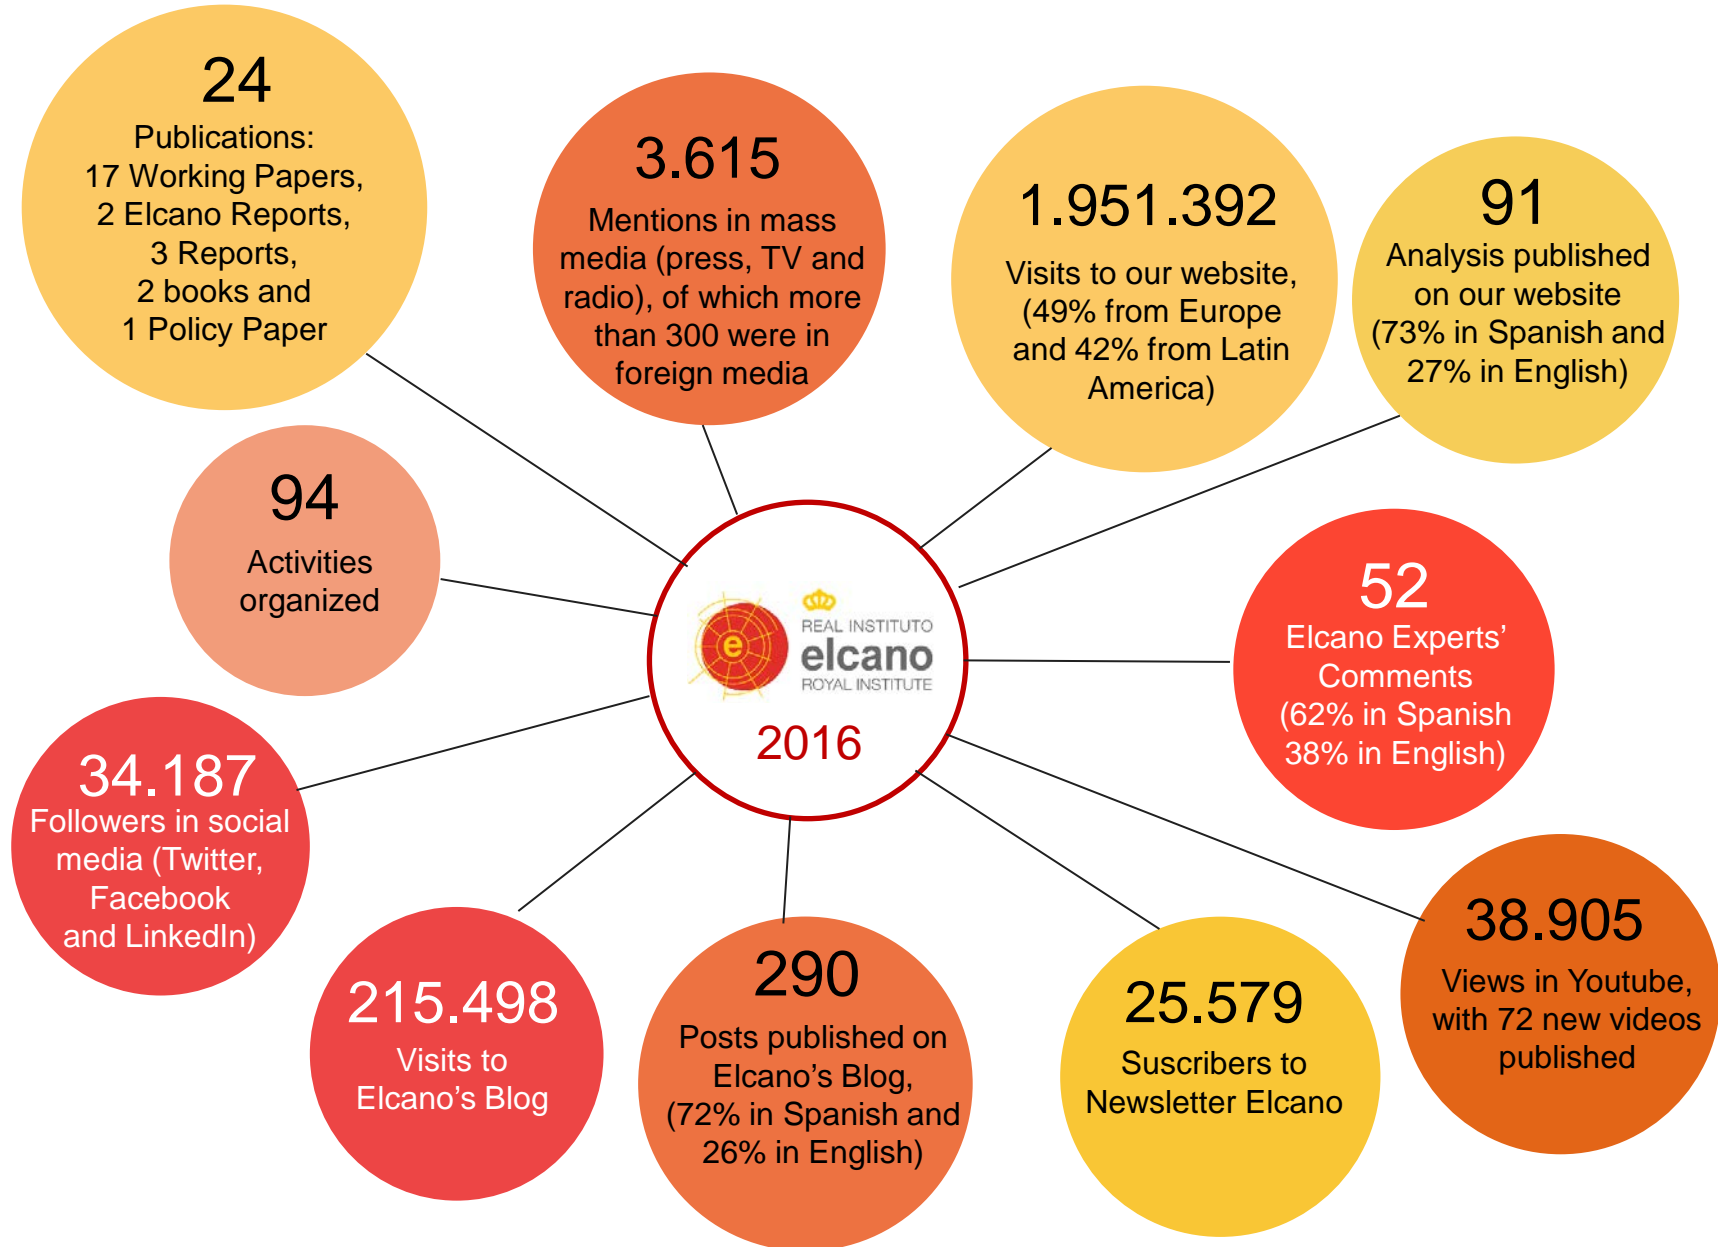 24
Publications:
17 Working Papers,
2 Elcano Reports,
3 Reports,
2 books and
1 Policy Paper
3.615
Mentions in mass
media (press, TV and
radio), of which more
than 300 were in
foreign media
1.951.392
Visits to our website,
(49% from Europe
and 42% from Latin
America)
91
Analysis published
on our website
(73% in Spanish and
27% in English)
94
Activities
organized
e
REAL INSTITUTO
elcano
ROYAL INSTITUTE
2016
52
Elcano Experts’
Comments
(62% in Spanish
38% in English)
34.187
Followers in social
media (Twitter,
Facebook
and LinkedIn)
215.498
Visits to
Elcano’s Blog
290
Posts published on
Elcano’s Blog,
(72% in Spanish and
26% in English)
25.579
Suscribers to
Newsletter Elcano
38.905
Views in Youtube,
with 72 new videos
published